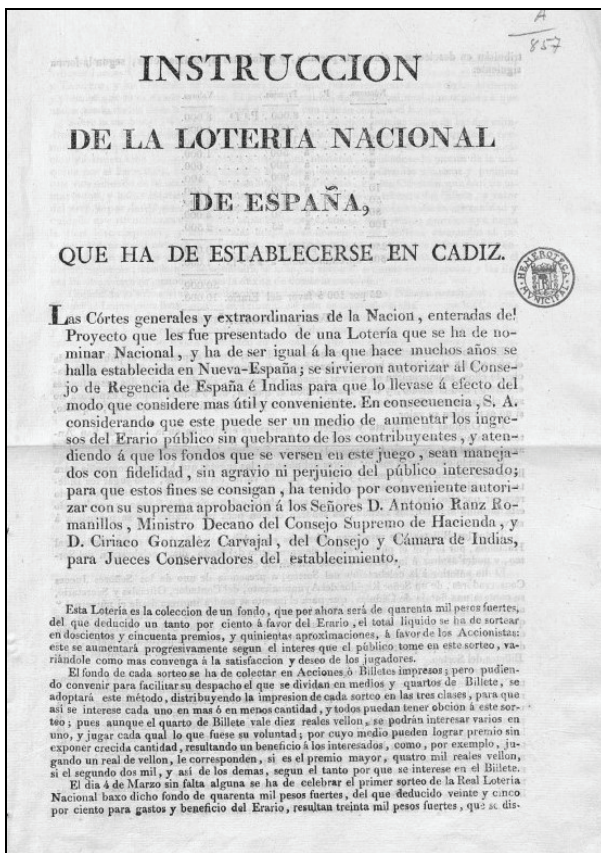 A
857
INSTRUCCION
DE LA LOTERIA NACIONAL
DE ESPAÑA,
QUE HA DE ESTABLECERSE EN CADIZ.
HEMEROTECA
MUNICIPAL
Las Córtes generales y extraordinarias de la Nacion, enteradas del
Proyecto que les fue presentado de una Lotería que se ha de no-
minar Nacional, y ha de ser igual á la que hace muchos años se
halla establecida en Nueva-España; se sirvieron autorizar al Conse-
jo de Regencia de España é Indias para que lo llevase á efecto del
modo que considere mas útil y conveniente. En consecuencia, S. A.
considerando que este puede ser un medio de aumentar los ingre-
sos del Erario público sin quebranto de los contribuyentes, y aten-
diendo á que los fondos que se versen en este juego, sean maneja-
dos con fidelidad, sin agravio ni perjuicio del público interesado;
para que estos fines se consigan, ha tenido por conveniente autori-
zar con su suprema aprobacion á los Señores D. Antonio Ranz Ro-
manillos, Ministro Decano del Consejo Supremo de Hacienda, y
D. Ciriaco Gonzalez Carvajal, del Consejo y Cámara de Indias,
para Jueces Conservadores del establecimiento.
Esta Lotería es la coleccion de un fondo, que por ahora será de quarenta mil pesos fuertes,
del que deducido un tanto por ciento á favor del Erario, el total líquido se ha de sortear
en doscientos y cincuenta premios, y quinientas aproximaciones, á favor de los Accionistas:
este se aumentará progresivamente segun el interes que el público tome en este sorteo, va-
riándole como mas convenga á la satisfaccion y deseo de los jugadores.
El fondo de cada sorteo se ha de colectar en Acciones ó Billetes impresos; pero pudien-
do convenir para facilitar su despacho el que se dividan en medios y quartos de Billete, se
adoptará este método, distribuyendo la impresion de cada sorteo en las tres clases, para que
así se interese cada uno en mas ó en menos cantidad, y todos puedan tener obcion á este sor-
teo; pues aunque el quarto de Billete vale diez reales vellon, se podrán interesar varios en
uno, y jugar cada qual lo que fuese su voluntad; por cuyo medio pueden lograr premio sin
exponer crecida cantidad, resultando un beneficio á los interesados, como, por exemplo, ju-
gando un real de vellon, le corresponden, si es el premio mayor, quatro mil reales vellon,
si el segundo dos mil, y así de los demas, segun el tanto por que se interese en el Billete.
El dia 4 de Marzo sin falta alguna se ha de celebrar el primer sorteo de la Real Lotería
Nacional baxo dicho fondo de quarenta mil pesos fuertes, del que deducido veinte y cinco
por ciento para gastos y beneficio del Erario, resultan treinta mil pesos fuertes, que se dis-